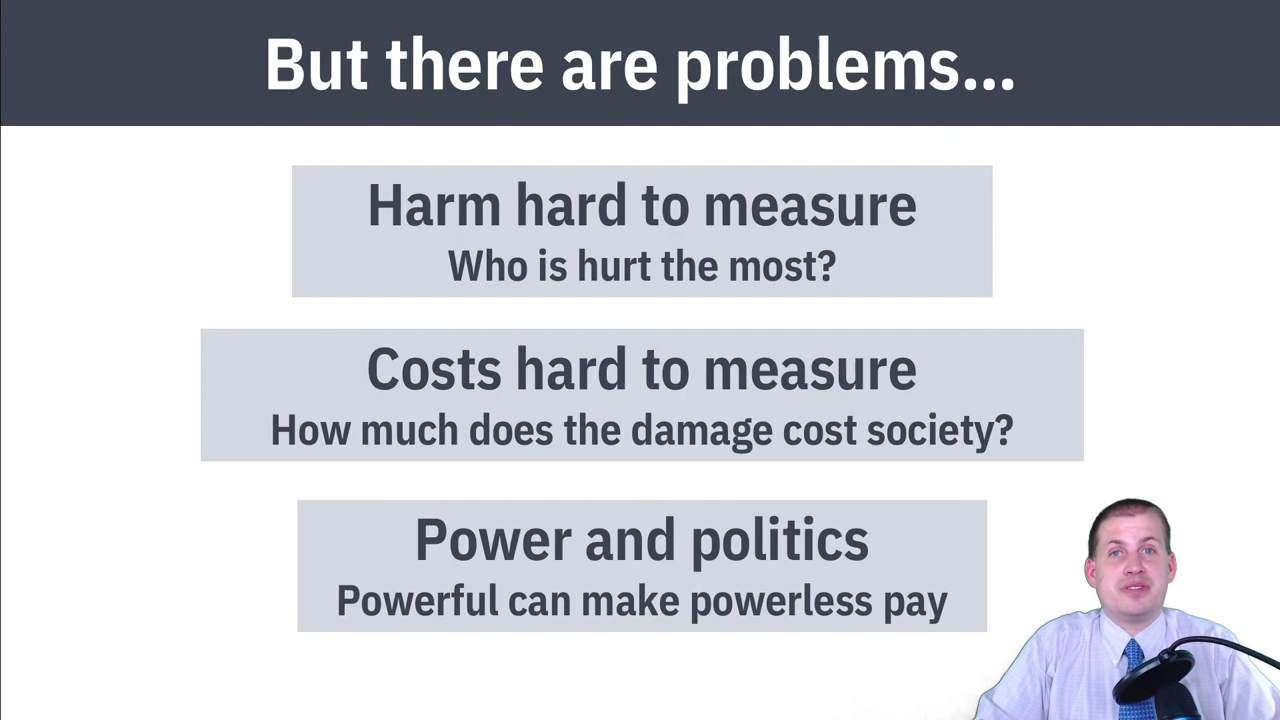 But there are problems...
Harm hard to measure
Who is hurt the most?
Costs hard to measure
How much does the damage cost society?
Power and politics
Powerful can make powerless pay